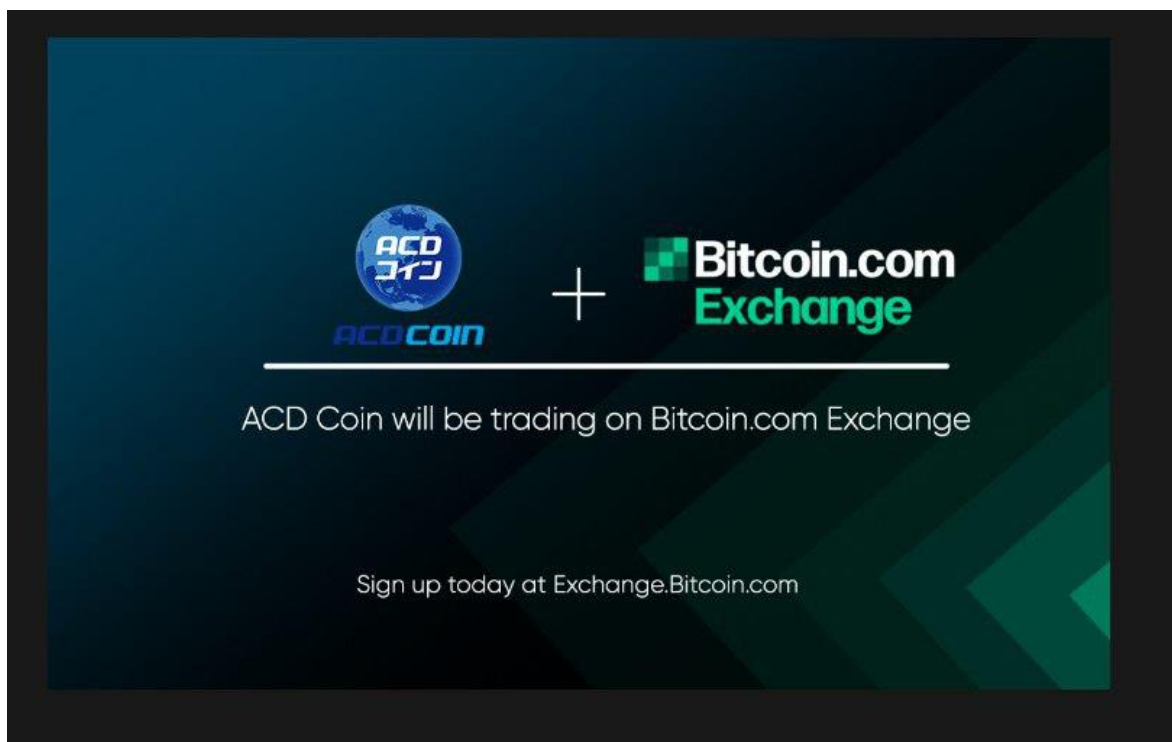 ACD
コイン
ACDCOIN
+
Bitcoin.com
Exchange
ACD Coin will be trading on Bitcoin.com Exchange
Sign up today at Exchange.Bitcoin.com